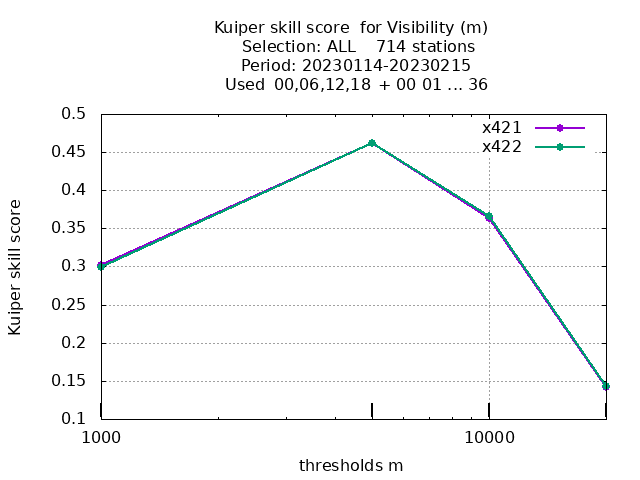 Kuiper skill score for Visibility (m)
Selection: ALL 714 stations
Period: 20230114-20230215
Used 00,06,12,18 + 00 01 ... 36
x421
x422
0.5
0.45
0.4
0.35
0.3
0.25
0.2
0.15
0.1
Kuiper skill score
1000
10000
thresholds m